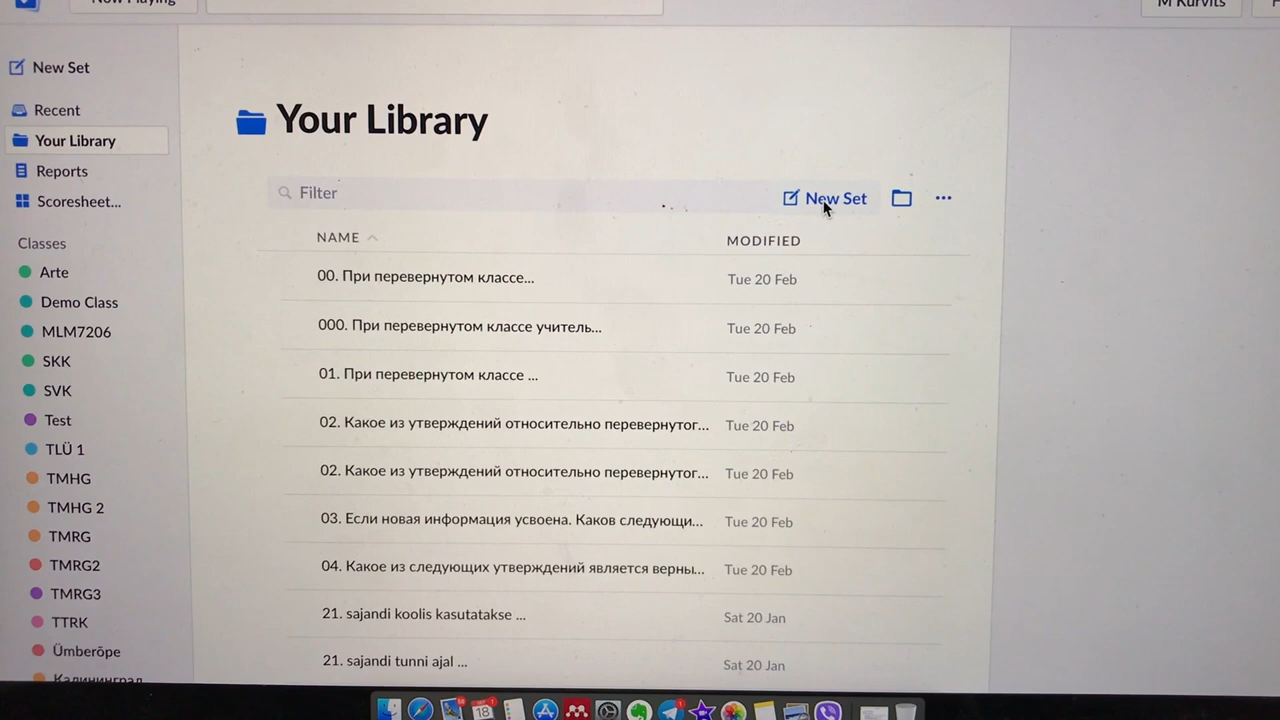 Now Playing
M Kurvits
New Set
Recent
Your Library
Reports
Scoresheet...
Classes
Arte
Demo Class
MLM7206
SKK
SVK
Test
TLÜ 1
TMHG
TMHG 2
TMRG
TMRG2
TMRG3
TTRK
Ümberõpe
Калининград
Your Library
Filter
New Set
NAME
MODIFIED
00. При перевернутом классе...
Tue 20 Feb
000. При перевернутом классе учитель...
Tue 20 Feb
01. При перевернутом классе ...
Tue 20 Feb
02. Какое из утверждений относительно перевернутог...
Tue 20 Feb
02. Какое из утверждений относительно перевернутог...
Tue 20 Feb
03. Если новая информация усвоена. Каков следующи...
Tue 20 Feb
04. Какое из следующих утверждений является верны...
Tue 20 Feb
21. sajandi koolis kasutatakse ...
Sat 20 Jan
21. sajandi tunni ajal ...
Sat 20 Jan
18